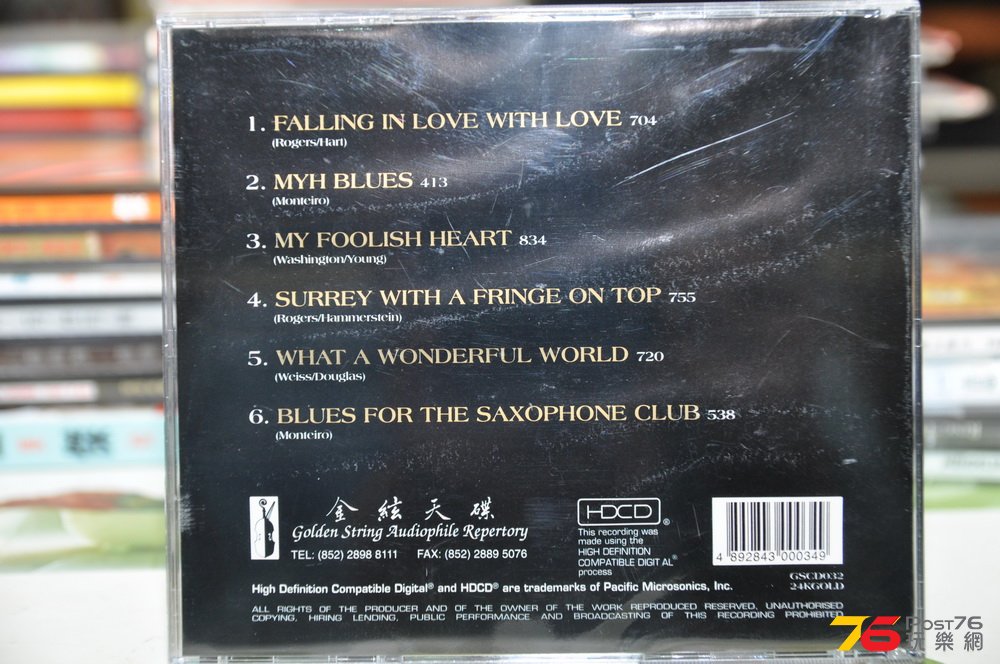 1. FALLING IN LOVE WITH LOVE 704
(Rogers/Hart)
2. MYH BLUES 413
(Monteiro)
3. MY FOOLISH HEART 834
(Washington/Young)
4. SURREY WITH A FRINGE ON TOP 755
(Rogers/Hammerstein)
5. WHAT A WONDERFUL WORLD 720
(Weiss/Douglas)
6. BLUES FOR THE SAXOPHONE CLUB 538
(Monteiro)
金絃天碟
Golden String Audiophile Repertory
TEL: (852) 2898 8111 FAX: (852) 2889 5076
HDCD®
This recording was
made using the
HIGH DEFINITION
COMPATIBLE DIGITAL®
process
4 892843 000349
GSCD032
24KGOLD
High Definition Compatible Digital® and HDCD® are trademarks of Pacific Microsonics, Inc.
ALL RIGHTS OF THE PRODUCER AND OF THE OWNER OF THE WORK REPRODUCED RESERVED. UNAUTHORISED
COPYING, HIRING LENDING, PUBLIC PERFORMANCE AND BROADCASTING OF THIS RECORDING PROHIBITED
76 Post76
玩樂網